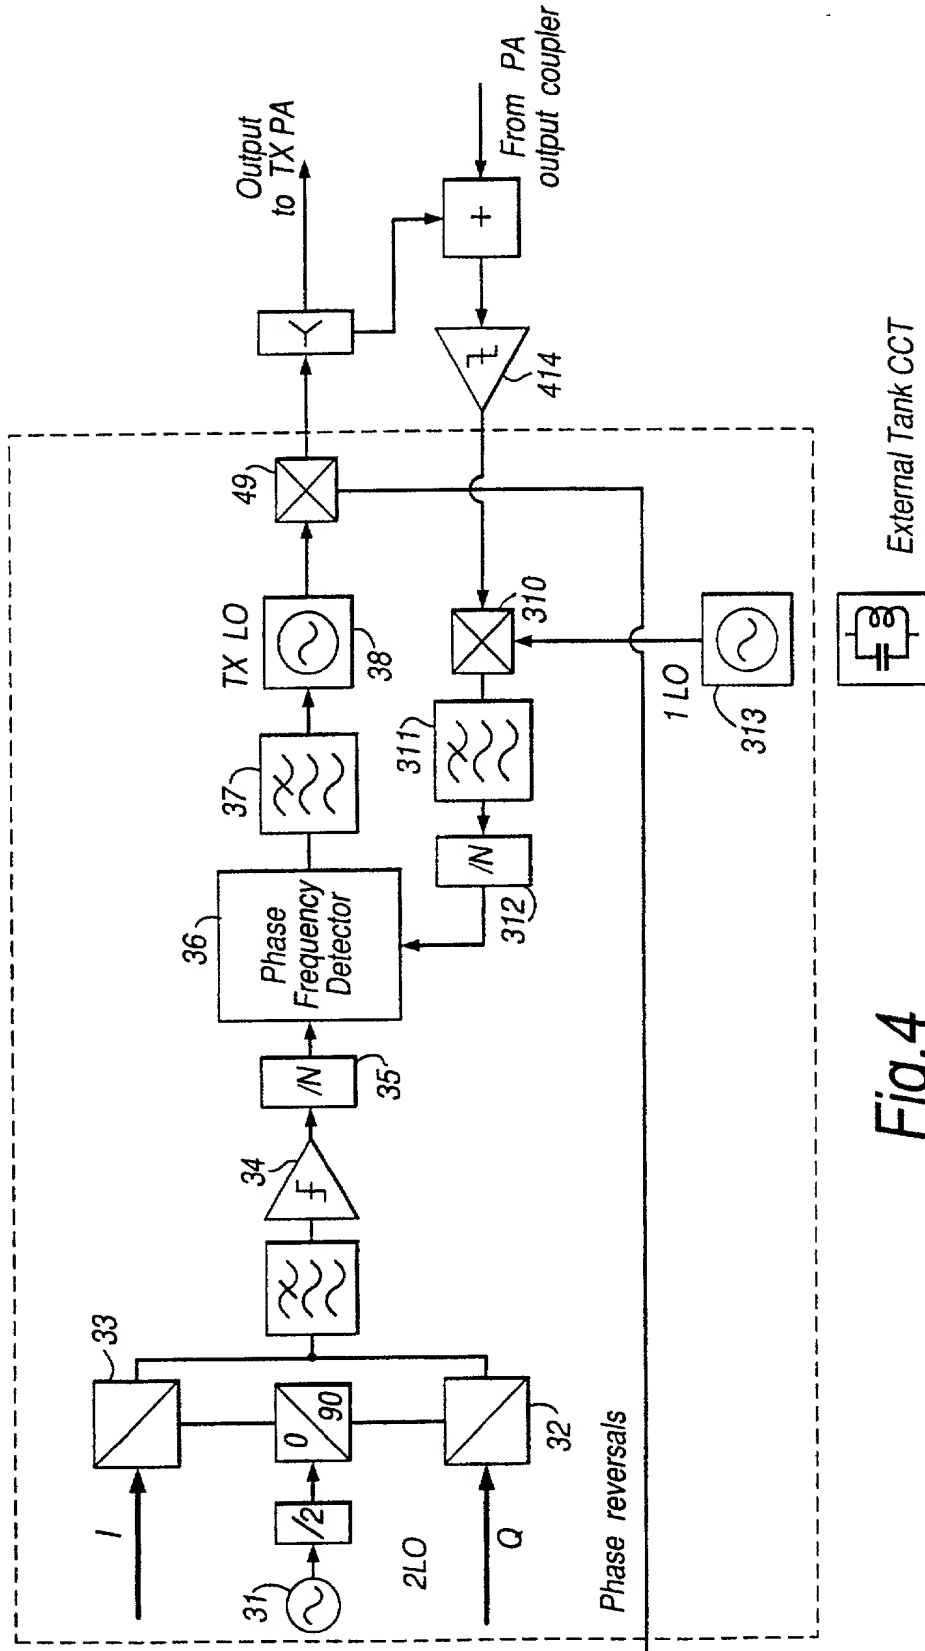 I
33
31
/2
0
90
2LO
Q
32
Phase reversals
34
/N
35
36
Phase
Frequency
Detector
37
TX LO
38
49
Output
to TX PA
+
From PA
output coupler
414
310
311
/N
312
1 LO
313
External Tank CCT
Fig.4